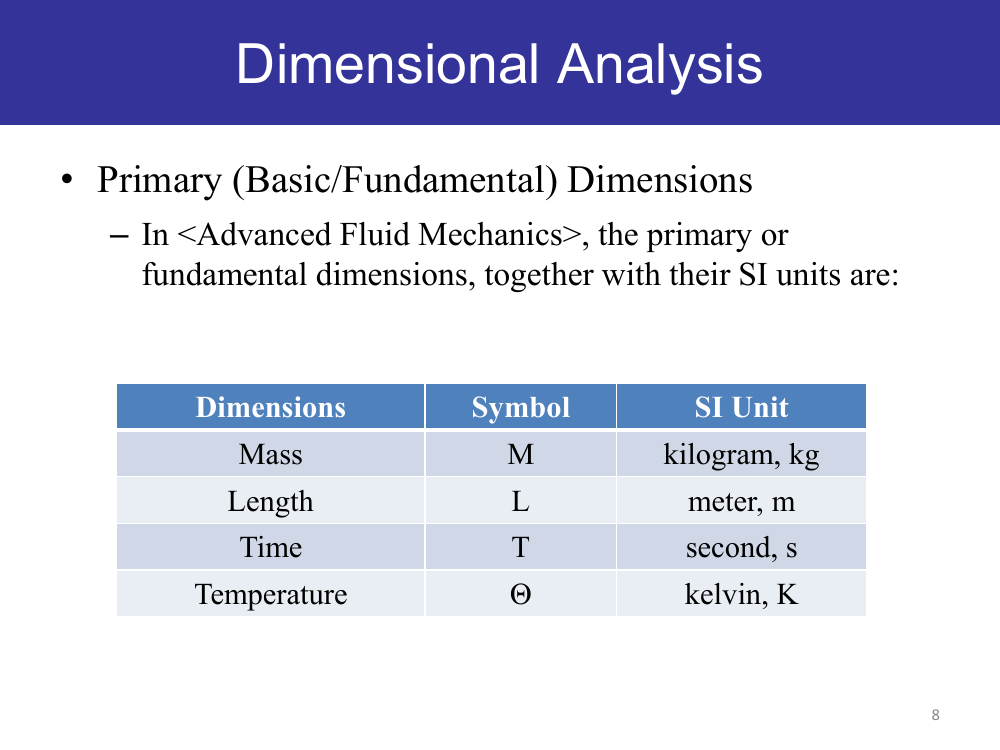 Dimensional Analysis
• Primary (Basic/Fundamental) Dimensions
– In <Advanced Fluid Mechanics>, the primary or
fundamental dimensions, together with their SI units are:
Dimensions Symbol SI Unit
Mass M kilogram, kg
Length L meter, m
Time T second, s
Temperature Θ kelvin, K
8